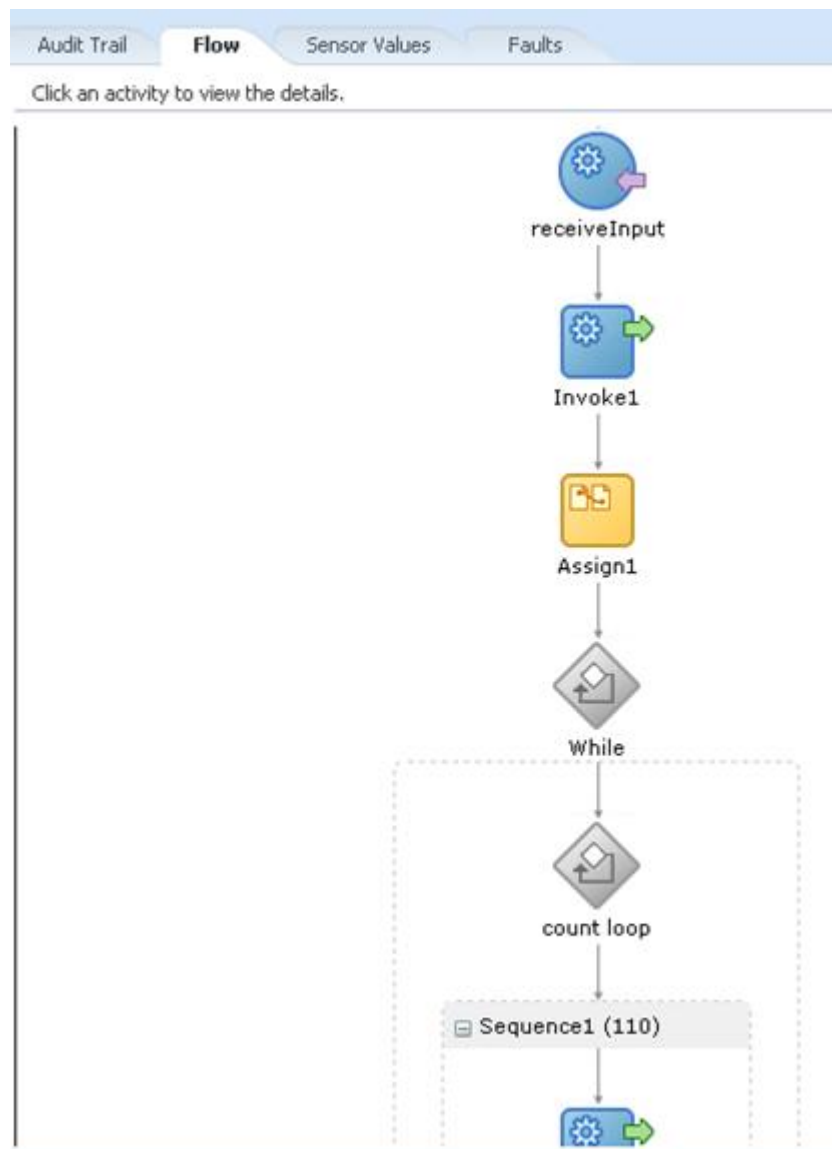 Audit Trail Flow Sensor Values Faults
Click an activity to view the details.
receiveInput
Invoke1
Assign1
While
count loop
Sequence1 (110)